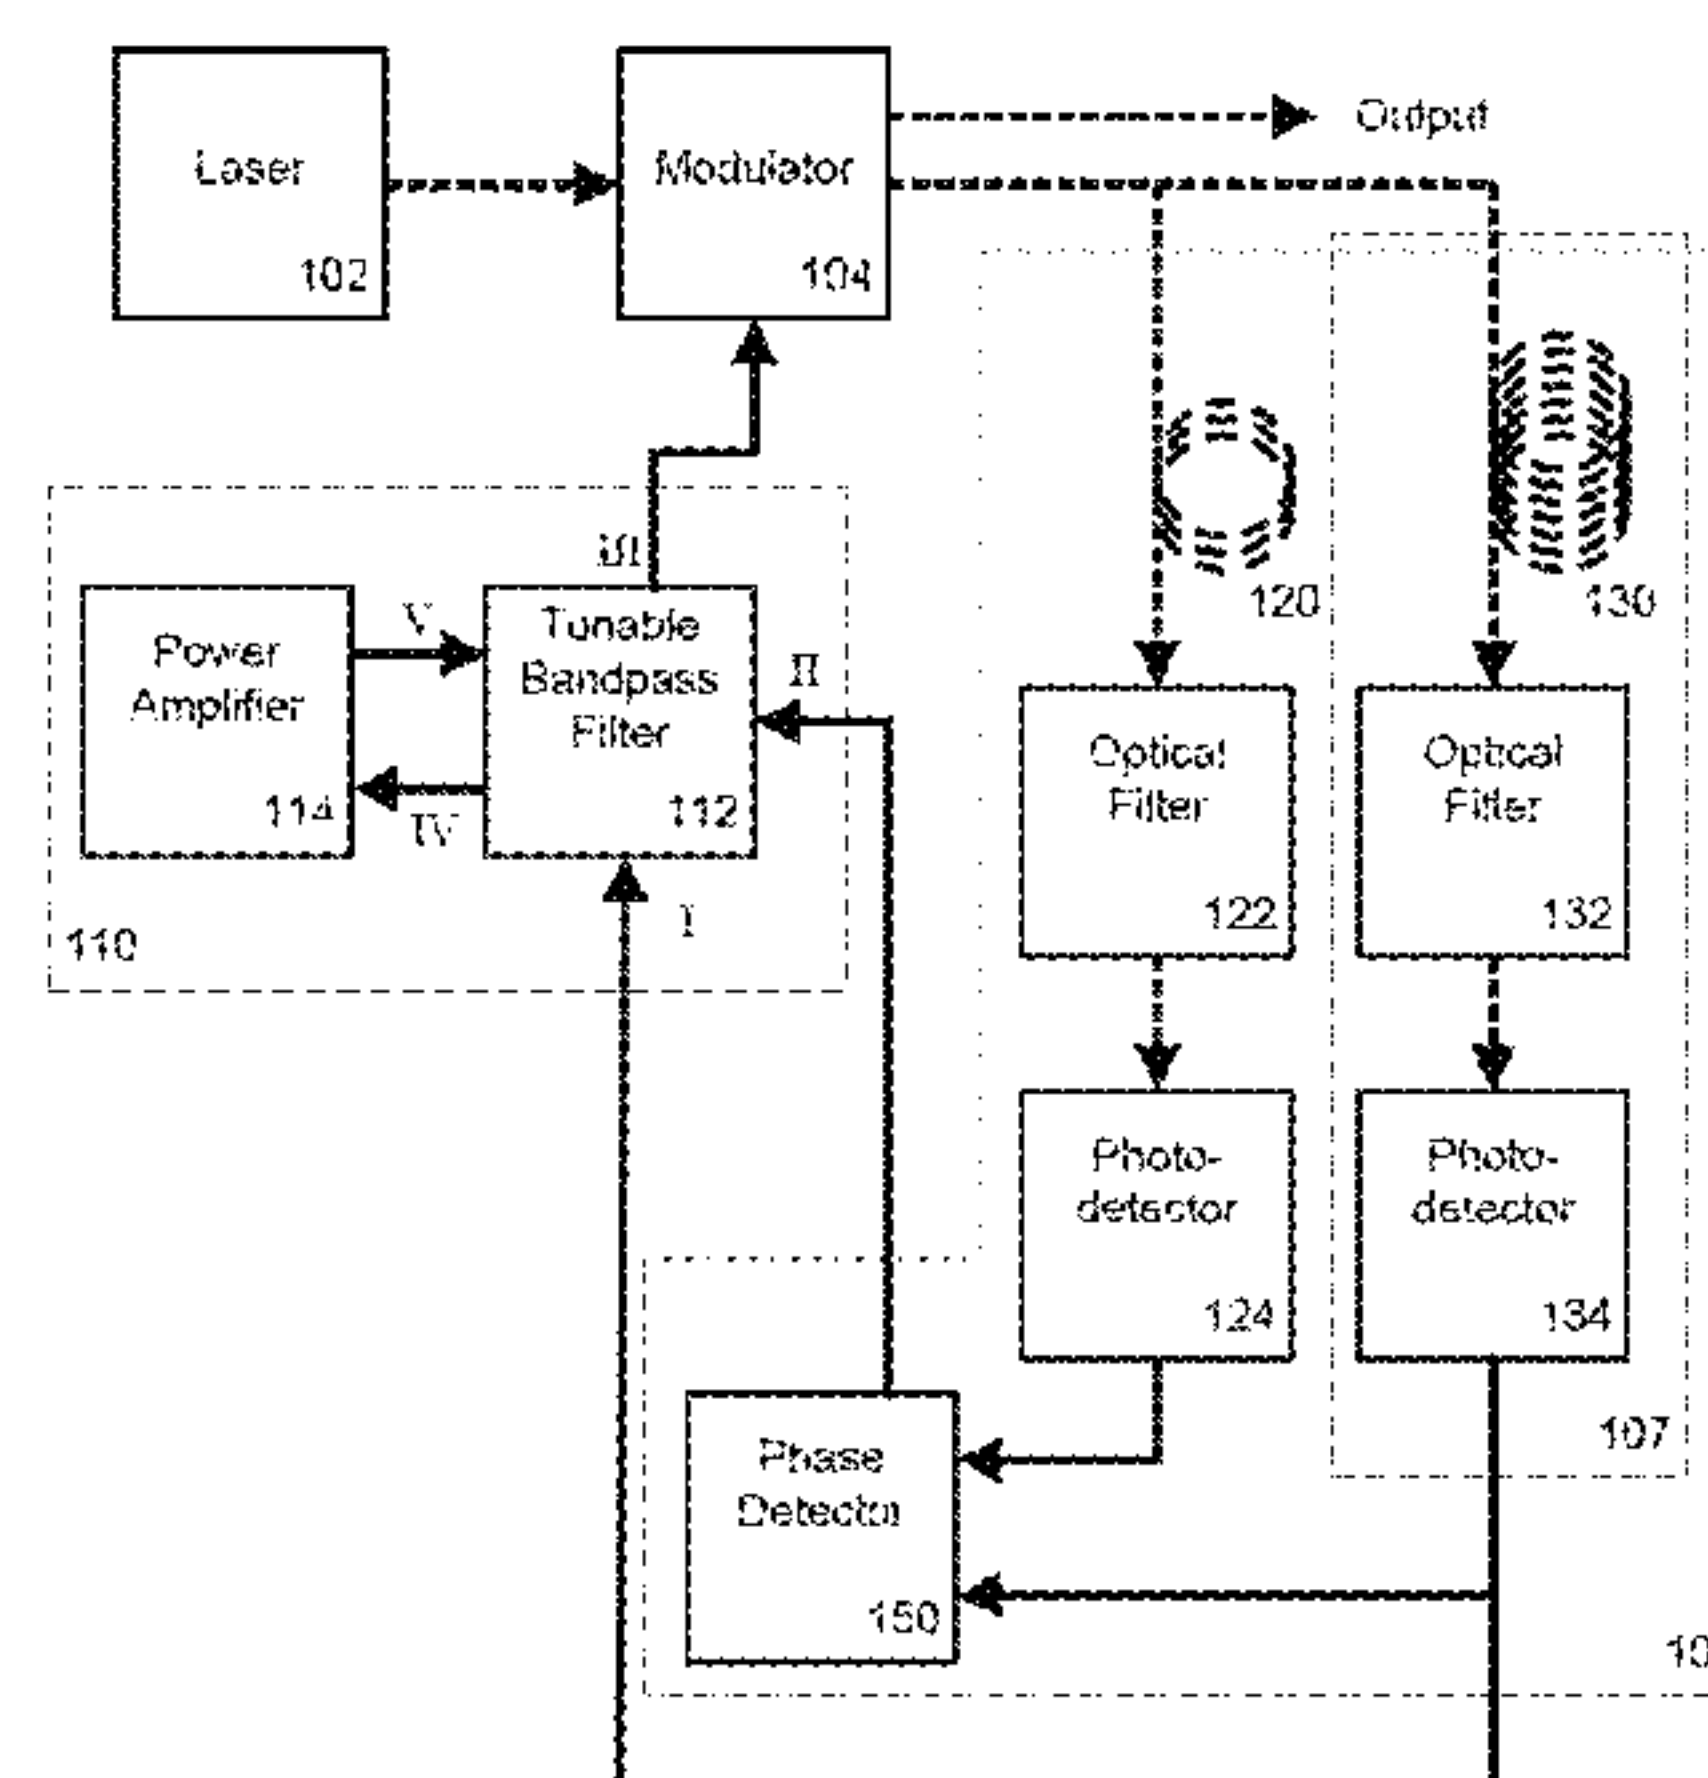 Laser
102
Modulator
104
Output
120
130
III
Power
Amplifier
114
V
IV
Tunable
Bandpass
Filter
112
II
I
110
Optical
Filter
122
Optical
Filter
132
Photo-
detector
124
Photo-
detector
134
107
Phase
Detector
150